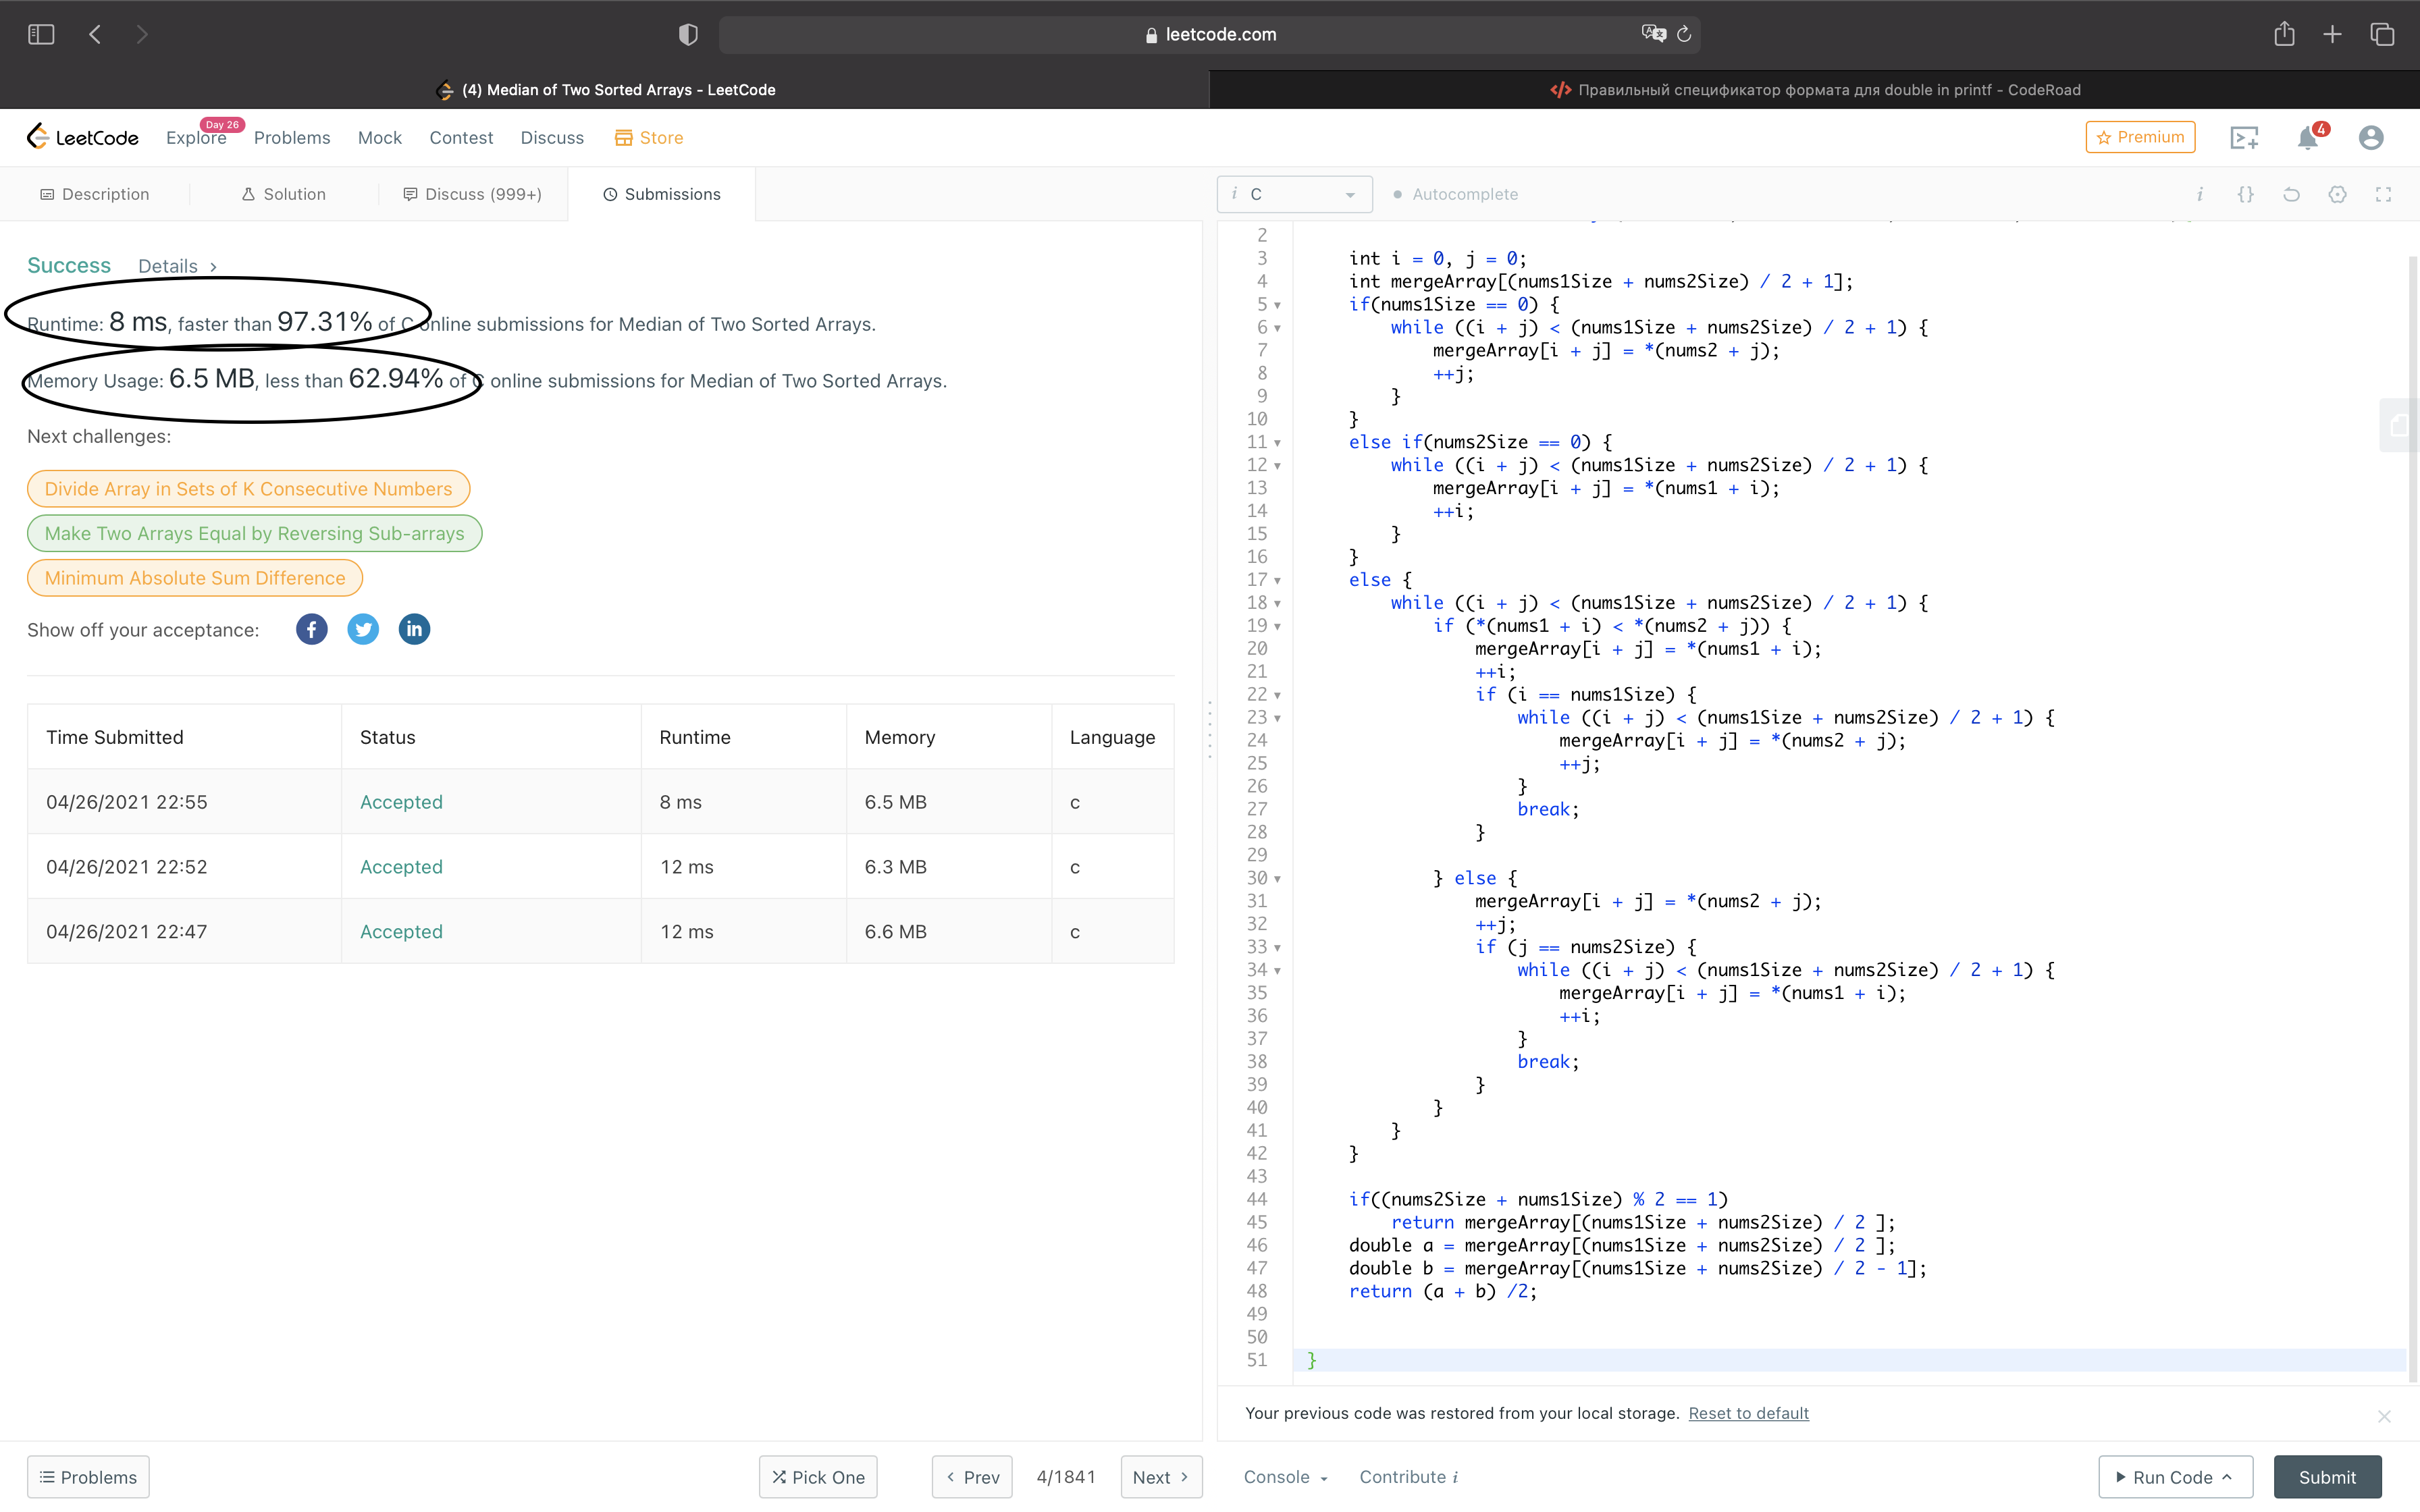 leetcode.com
(4) Median of Two Sorted Arrays - LeetCode
Правильный спецификатор формата для double in printf - CodeRoad
LeetCode Explore Day 26 Problems Mock Contest Discuss Store Premium 4
Description Solution Discuss (999+) Submissions
i C Autocomplete i {}
Success Details >
Runtime: 8 ms, faster than 97.31% of C online submissions for Median of Two Sorted Arrays.
Memory Usage: 6.5 MB, less than 62.94% of C online submissions for Median of Two Sorted Arrays.
Next challenges:
Divide Array in Sets of K Consecutive Numbers
Make Two Arrays Equal by Reversing Sub-arrays
Minimum Absolute Sum Difference
Show off your acceptance:
Time Submitted Status Runtime Memory Language
04/26/2021 22:55 Accepted 8 ms 6.5 MB c
04/26/2021 22:52 Accepted 12 ms 6.3 MB c
04/26/2021 22:47 Accepted 12 ms 6.6 MB c
2
3 int i = 0, j = 0;
4 int mergeArray[(nums1Size + nums2Size) / 2 + 1];
5 if(nums1Size == 0) {
6 while ((i + j) < (nums1Size + nums2Size) / 2 + 1) {
7 mergeArray[i + j] = *(nums2 + j);
8 ++j;
9 }
10 }
11 else if(nums2Size == 0) {
12 while ((i + j) < (nums1Size + nums2Size) / 2 + 1) {
13 mergeArray[i + j] = *(nums1 + i);
14 ++i;
15 }
16 }
17 else {
18 while ((i + j) < (nums1Size + nums2Size) / 2 + 1) {
19 if (*(nums1 + i) < *(nums2 + j)) {
20 mergeArray[i + j] = *(nums1 + i);
21 ++i;
22 if (i == nums1Size) {
23 while ((i + j) < (nums1Size + nums2Size) / 2 + 1) {
24 mergeArray[i + j] = *(nums2 + j);
25 ++j;
26 }
27 break;
28 }
29
30 } else {
31 mergeArray[i + j] = *(nums2 + j);
32 ++j;
33 if (j == nums2Size) {
34 while ((i + j) < (nums1Size + nums2Size) / 2 + 1) {
35 mergeArray[i + j] = *(nums1 + i);
36 ++i;
37 }
38 break;
39 }
40 }
41 }
42 }
43
44 if((nums2Size + nums1Size) % 2 == 1)
45 return mergeArray[(nums1Size + nums2Size) / 2 ];
46 double a = mergeArray[(nums1Size + nums2Size) / 2 ];
47 double b = mergeArray[(nums1Size + nums2Size) / 2 - 1];
48 return (a + b) /2;
49
50
51 }
Your previous code was restored from your local storage. Reset to default
Problems Pick One < Prev 4/1841 Next > Console Contribute i Run Code Submit